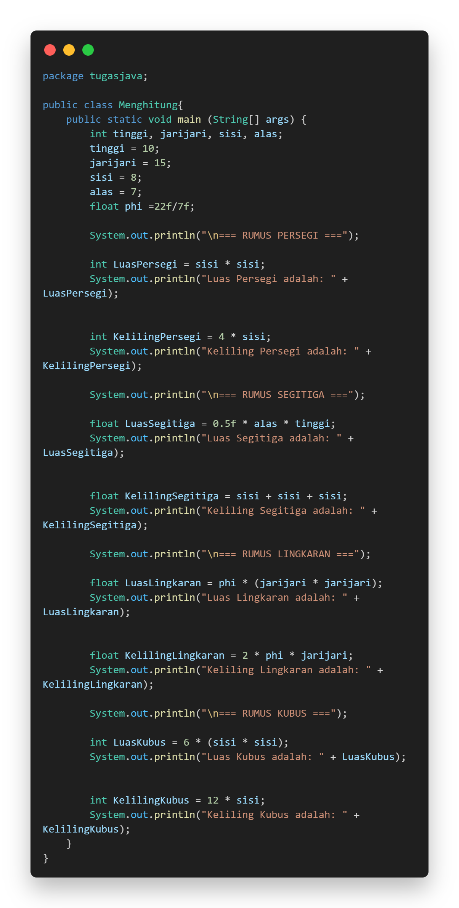 package tugasjava;
public class Menghitung{
    public static void main (String[] args) {
        int tinggi, jarijari, sisi, alas;
        tinggi = 10;
        jarijari = 15;
        sisi = 8;
        alas = 7;
        float phi =22f/7f;
        System.out.println("\n=== RUMUS PERSEGI ===");
        int LuasPersegi = sisi * sisi;
        System.out.println("Luas Persegi adalah: " +
LuasPersegi);
        int KelilingPersegi = 4 * sisi;
        System.out.println("Keliling Persegi adalah: " +
KelilingPersegi);
        System.out.println("\n=== RUMUS SEGITIGA ===");
        float LuasSegitiga = 0.5f * alas * tinggi;
        System.out.println("Luas Segitiga adalah: " +
LuasSegitiga);
        float KelilingSegitiga = sisi + sisi + sisi;
        System.out.println("Keliling Segitiga adalah: " +
KelilingSegitiga);
        System.out.println("\n=== RUMUS LINGKARAN ===");
        float LuasLingkaran = phi * (jarijari * jarijari);
        System.out.println("Luas Lingkaran adalah: " +
LuasLingkaran);
        float KelilingLingkaran = 2 * phi * jarijari;
        System.out.println("Keliling Lingkaran adalah: " +
KelilingLingkaran);
        System.out.println("\n=== RUMUS KUBUS ===");
        int LuasKubus = 6 * (sisi * sisi);
        System.out.println("Luas Kubus adalah: " + LuasKubus);
        int KelilingKubus = 12 * sisi;
        System.out.println("Keliling Kubus adalah: " +
KelilingKubus);
    }
}